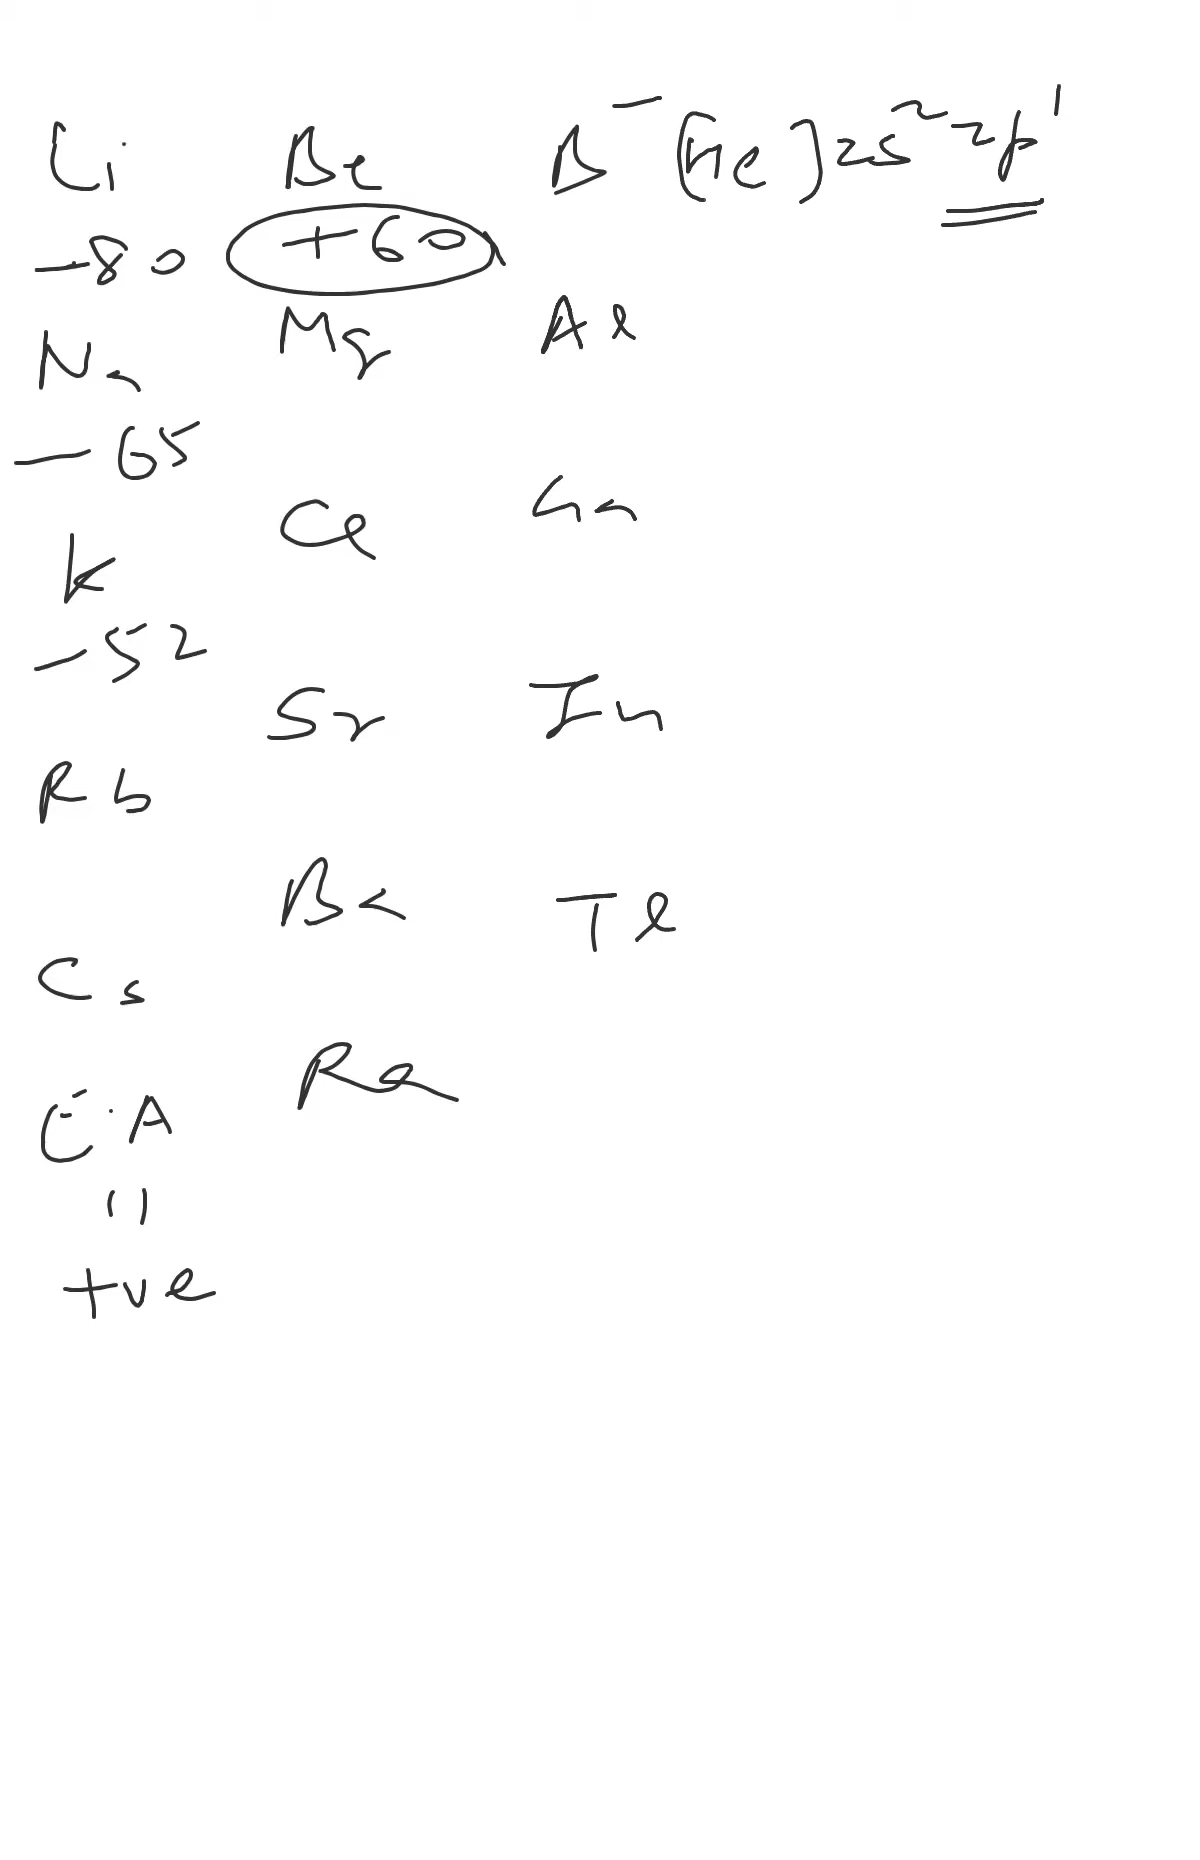 Li Be B - [He] 2s² 2p¹
-80 +60
Na Mg Al
-65
K Ca Ga
-52
Rb Sr In
Cs Ba Tl
E.A Ra
"
+ve